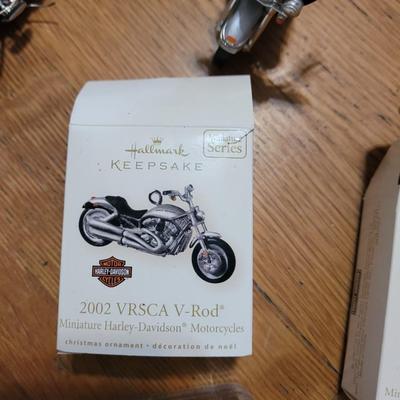 Hallmark
KEEPSAKE
Miniature
Series
MOTOR
HARLEY-DAVIDSON
CYCLES
2002 VRSCA V-Rod®
Miniature Harley-Davidson® Motorcycles
christmas ornament • décoration de noël